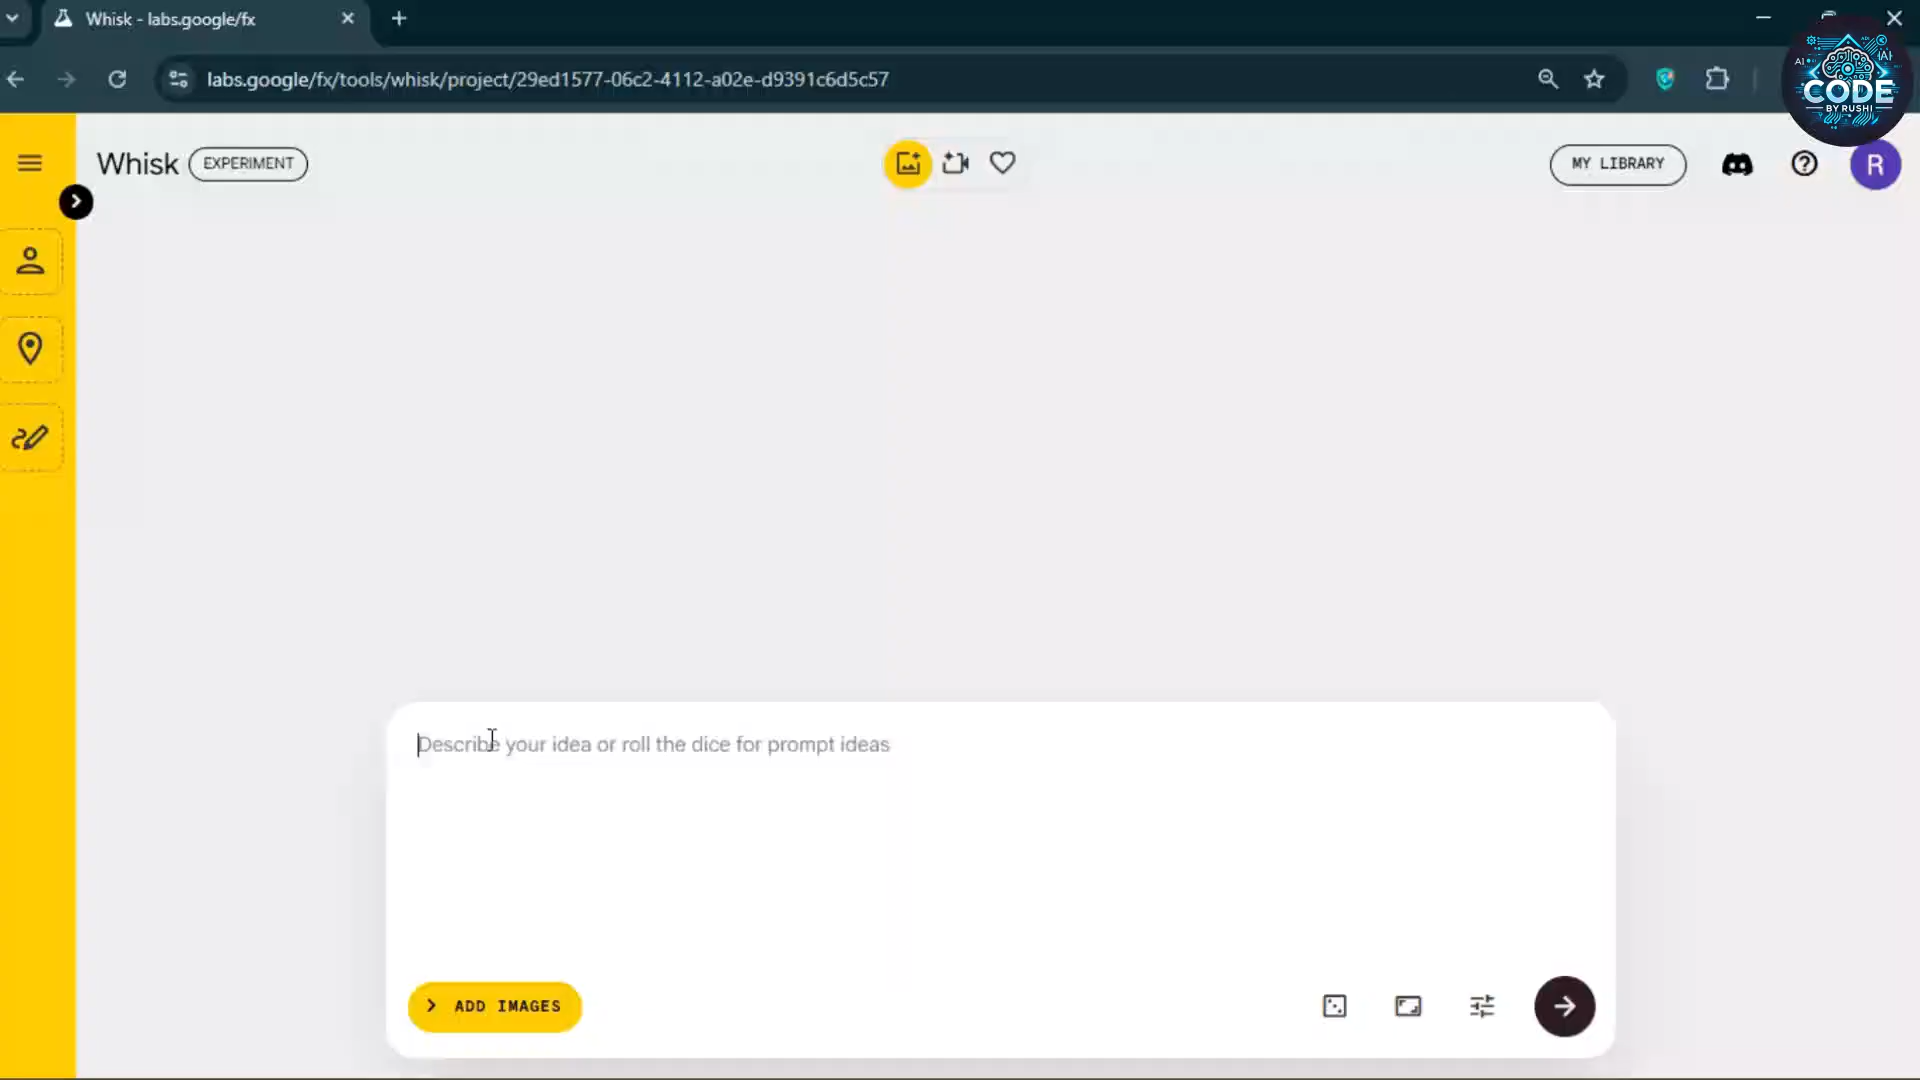 Whisk - labs.google/fx
labs.google/fx/tools/whisk/project/29ed1577-06c2-4112-a02e-d9391c6d5c57
AI
CODE
BY RUSHI
Whisk
EXPERIMENT
MY LIBRARY
R
Describe your idea or roll the dice for prompt ideas
ADD IMAGES